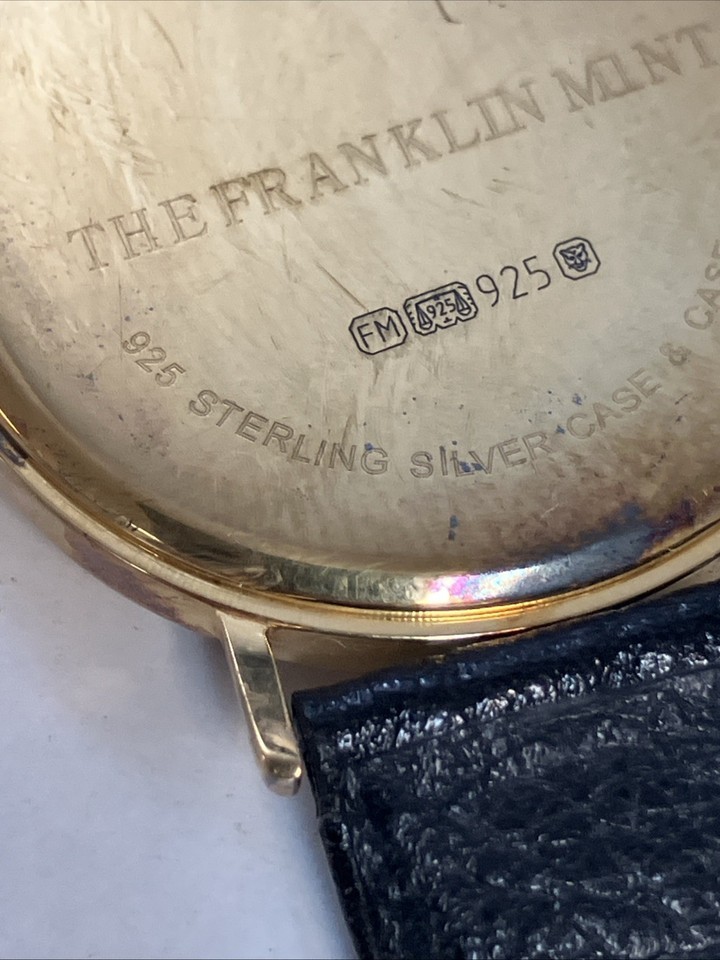 THE FRANKLIN MINT
FM 925 925
925 STERLING SILVER CASE & CASE